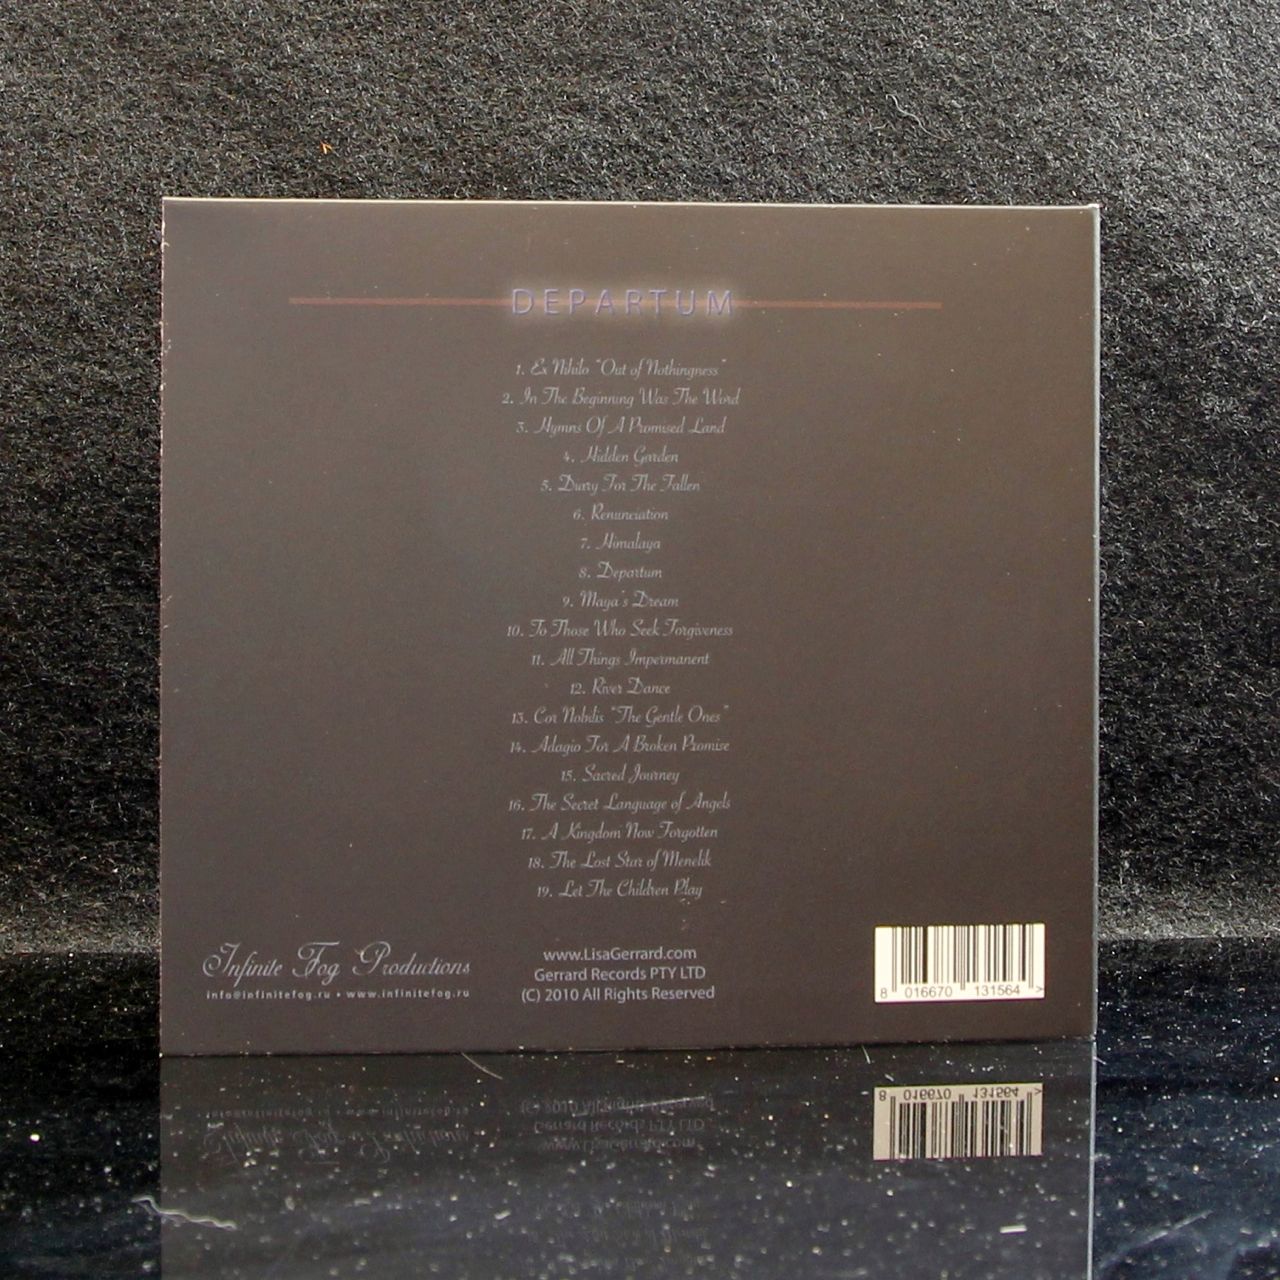 DEPARTUM
1. Ex Nihilo "Out of Nothingness"
2. In The Beginning Was The Word
3. Hymns Of A Promised Land
4. Hidden Garden
5. Diary For The Fallen
6. Renunciation
7. Himalaya
8. Departum
9. Maya's Dream
10. To Those Who Seek Forgiveness
11. All Things Impermanent
12. River Dance
13. Cor Nobilis "The Gentle Ones"
14. Adagio For A Broken Promise
15. Sacred Journey
16. The Secret Language of Angels
17. A Kingdom Now Forgotten
18. The Lost Star of Menelik
19. Let The Children Play
Infinite Fog Productions
info@infinitefog.ru • www.infinitefog.ru
www.LisaGerrard.com
Gerrard Records PTY LTD
(C) 2010 All Rights Reserved
8 016670 131564 >